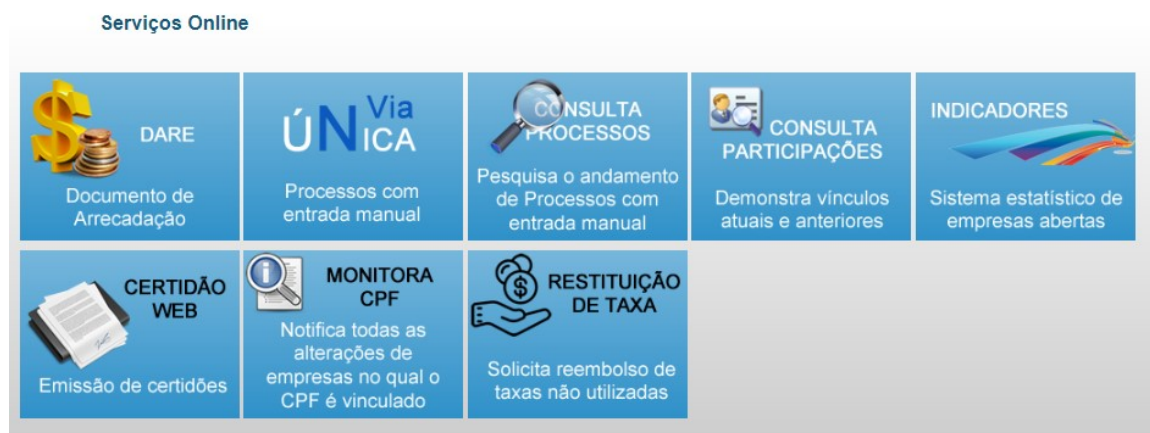 Serviços Online
DARE
Documento de
Arrecadação
Via
ÚNICA
Processos com
entrada manual
CONSULTA
PROCESSOS
Pesquisa o andamento
de Processos com
entrada manual
CONSULTA
PARTICIPAÇÕES
Demonstra vínculos
atuais e anteriores
INDICADORES
Sistema estatístico de
empresas abertas
CERTIDÃO
WEB
Emissão de certidões
MONITORA
CPF
Notifica todas as
alterações de
empresas no qual o
CPF é vinculado
RESTITUIÇÃO
DE TAXA
Solicita reembolso de
taxas não utilizadas